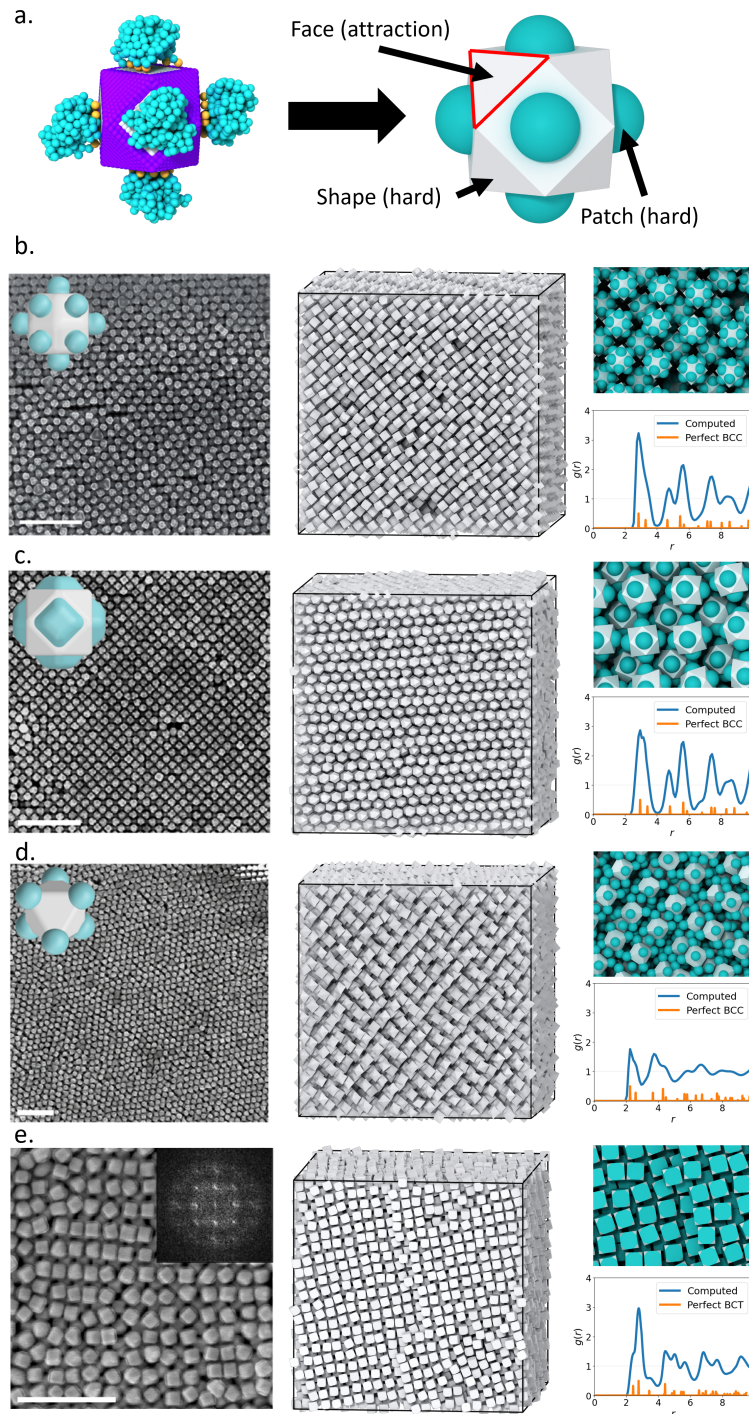 a.
Face (attraction)
Shape (hard)
Patch (hard)
b.
4
3
2
1
0
g(r)
Computed
Perfect BCC
0 2 4 6 8
r
c.
4
3
2
1
0
g(r)
Computed
Perfect BCC
0 2 4 6 8
r
d.
4
3
2
1
0
g(r)
Computed
Perfect BCC
0 2 4 6 8
r
e.
4
3
2
1
0
g(r)
Computed
Perfect BCT
0 2 4 6 8
r